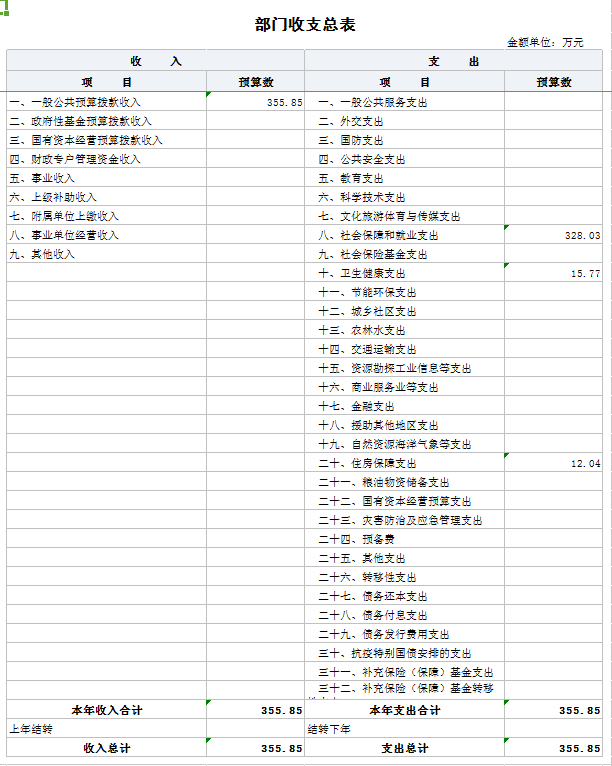 部门收支总表
金额单位：万元
收 入 支 出
项 目 预算数 项 目 预算数
一、一般公共预算拨款收入 355.85 一、一般公共服务支出
二、政府性基金预算拨款收入 二、外交支出
三、国有资本经营预算拨款收入 三、国防支出
四、财政专户管理资金收入 四、公共安全支出
五、事业收入 五、教育支出
六、上级补助收入 六、科学技术支出
七、附属单位上缴收入 七、文化旅游体育与传媒支出
八、事业单位经营收入 八、社会保障和就业支出 328.03
九、其他收入 九、社会保险基金支出
十、卫生健康支出 15.77
十一、节能环保支出
十二、城乡社区支出
十三、农林水支出
十四、交通运输支出
十五、资源勘探工业信息等支出
十六、商业服务业等支出
十七、金融支出
十八、援助其他地区支出
十九、自然资源海洋气象等支出
二十、住房保障支出 12.04
二十一、粮油物资储备支出
二十二、国有资本经营预算支出
二十三、灾害防治及应急管理支出
二十四、预备费
二十五、其他支出
二十六、转移性支出
二十七、债务还本支出
二十八、债务付息支出
二十九、债务发行费用支出
三十、抗疫特别国债安排的支出
三十一、补充保险（保障）基金支出
三十二、补充保险（保障）基金转移
本年收入合计 355.85 本年支出合计 355.85
上年结转 结转下年
收入总计 355.85 支出总计 355.85